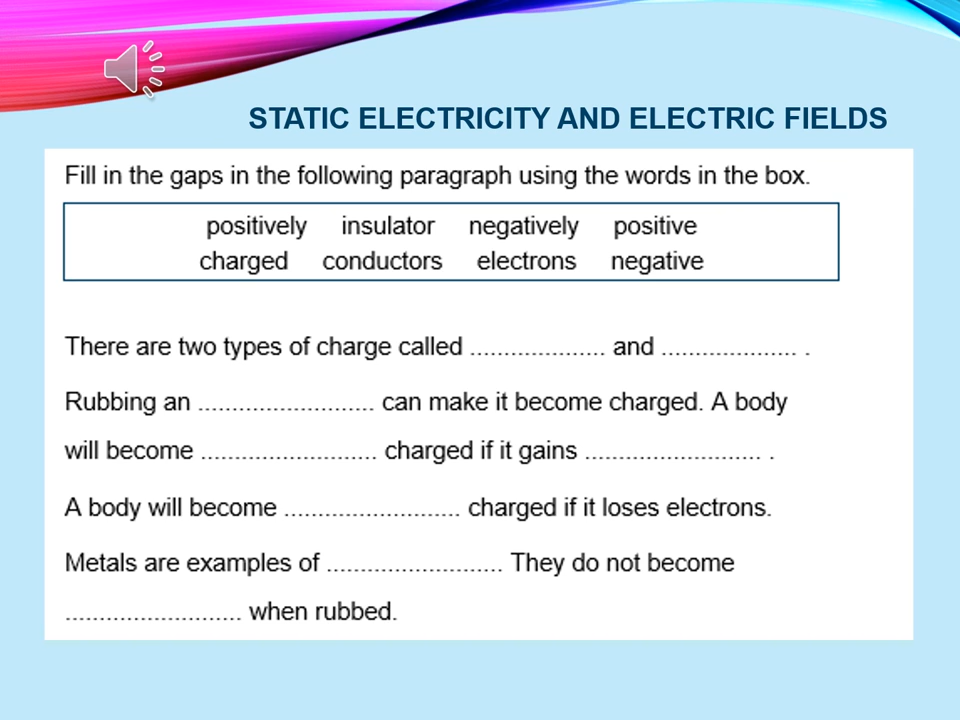 STATIC ELECTRICITY AND ELECTRIC FIELDS
Fill in the gaps in the following paragraph using the words in the box.
positively insulator negatively positive
charged conductors electrons negative
There are two types of charge called .................... and .................... .
Rubbing an .......................... can make it become charged. A body
will become .......................... charged if it gains .......................... .
A body will become .......................... charged if it loses electrons.
Metals are examples of .......................... They do not become
.......................... when rubbed.